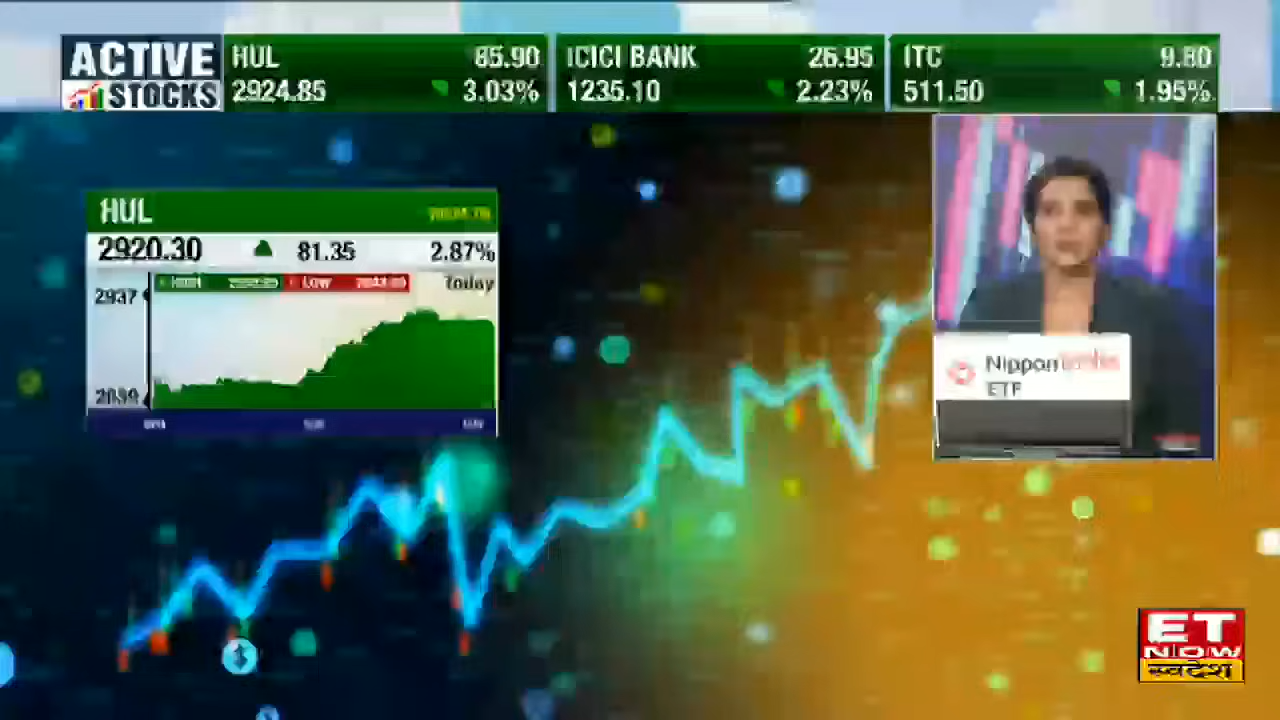 ACTIVE
STOCKS
HUL 85.90
2924.85 3.03%
ICICI BANK 26.95
1235.10 2.23%
ITC 9.80
511.50 1.95%
HUL
2920.30 81.35 2.87%
High Low Today
2937
2839
Nippon
ETF
ET
NOW
स्वदेश